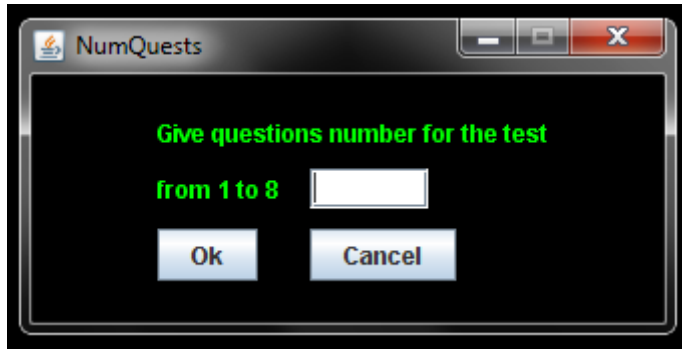 NumQuests
Give questions number for the test
from 1 to 8
Ok Cancel